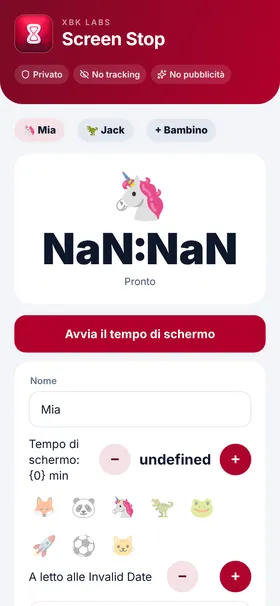 XBK LABS
Screen Stop
Privato
No tracking
No pubblicità
Mia
Jack
+ Bambino
NaN:NaN
Pronto
Avvia il tempo di schermo
Nome
Mia
Tempo di
schermo:
{0} min
−
undefined
+
A letto alle Invalid Date
−
+